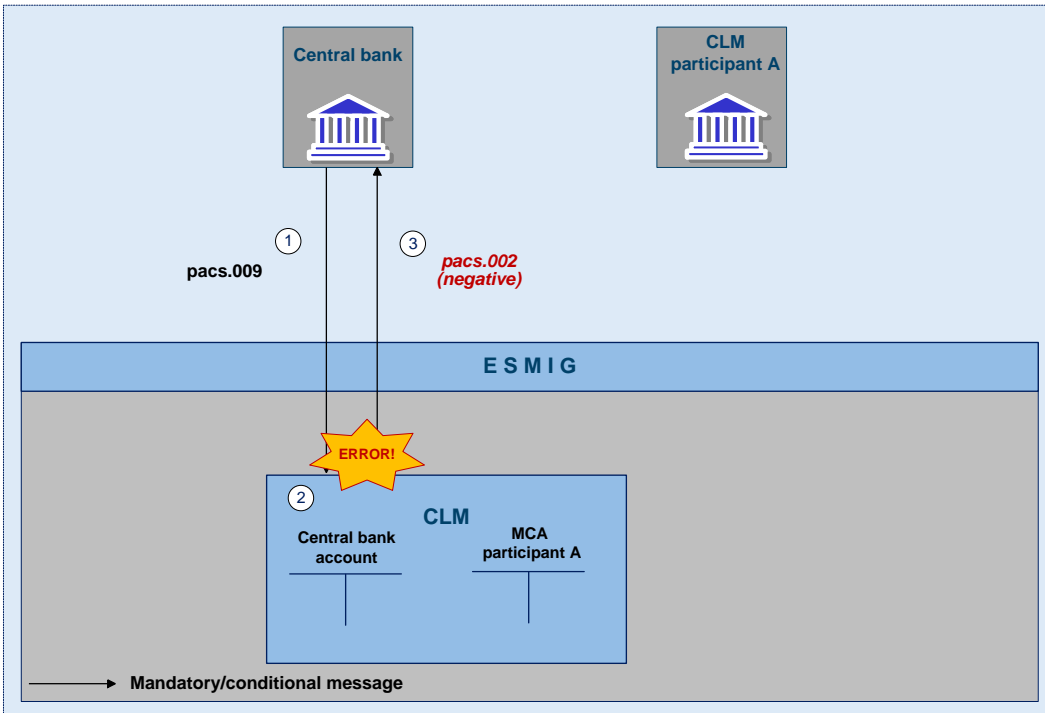 Central bank
CLM
participant A
1
3
pacs.009
pacs.002
(negative)
E S M I G
ERROR!
2
CLM
Central bank
account
MCA
participant A
Mandatory/conditional message